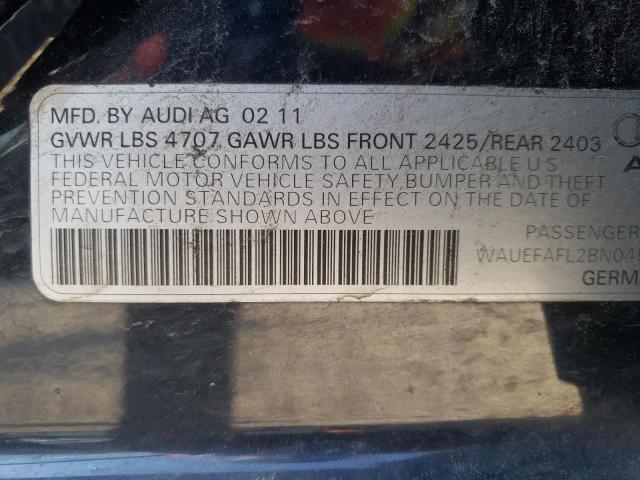 MFD. BY AUDI AG 02 11
GVWR LBS 4707 GAWR LBS FRONT 2425/REAR 2403
THIS VEHICLE CONFORMS TO ALL APPLICABLE U S
FEDERAL MOTOR VEHICLE SAFETY, BUMPER AND THEFT
PREVENTION STANDARDS IN EFFECT ON THE DATE OF
MANUFACTURE SHOWN ABOVE
PASSENGER
WAUEFAFL2BN04
GERM